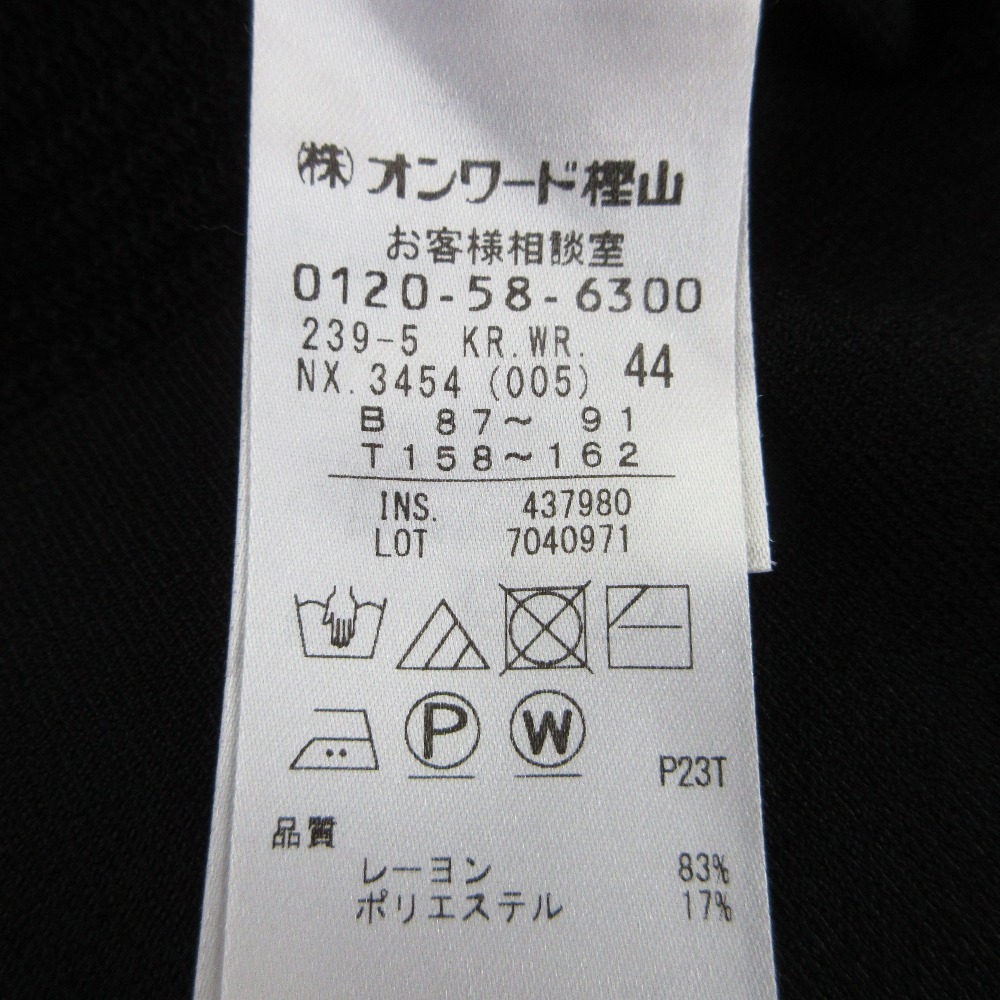 ㈱オンワード樫山
お客様相談室
0120-58-6300
239-5 KR.WR.
NX.3454 (005) 44
B 87～ 91
T158～162
INS. 437980
LOT 7040971
P W
P23T
品質
レーヨン 83%
ポリエステル 17%